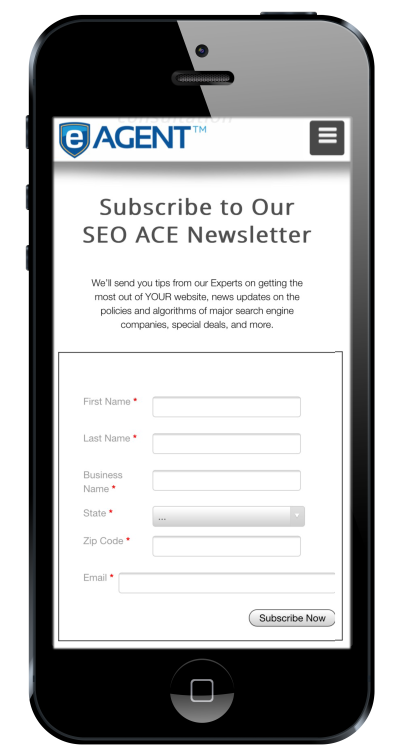 consultation
e AGENT™
Subscribe to Our
SEO ACE Newsletter
We'll send you tips from our Experts on getting the
most out of YOUR website, news updates on the
policies and algorithms of major search engine
companies, special deals, and more.
First Name *
Last Name *
Business
Name *
State *
...
Zip Code *
Email *
Subscribe Now